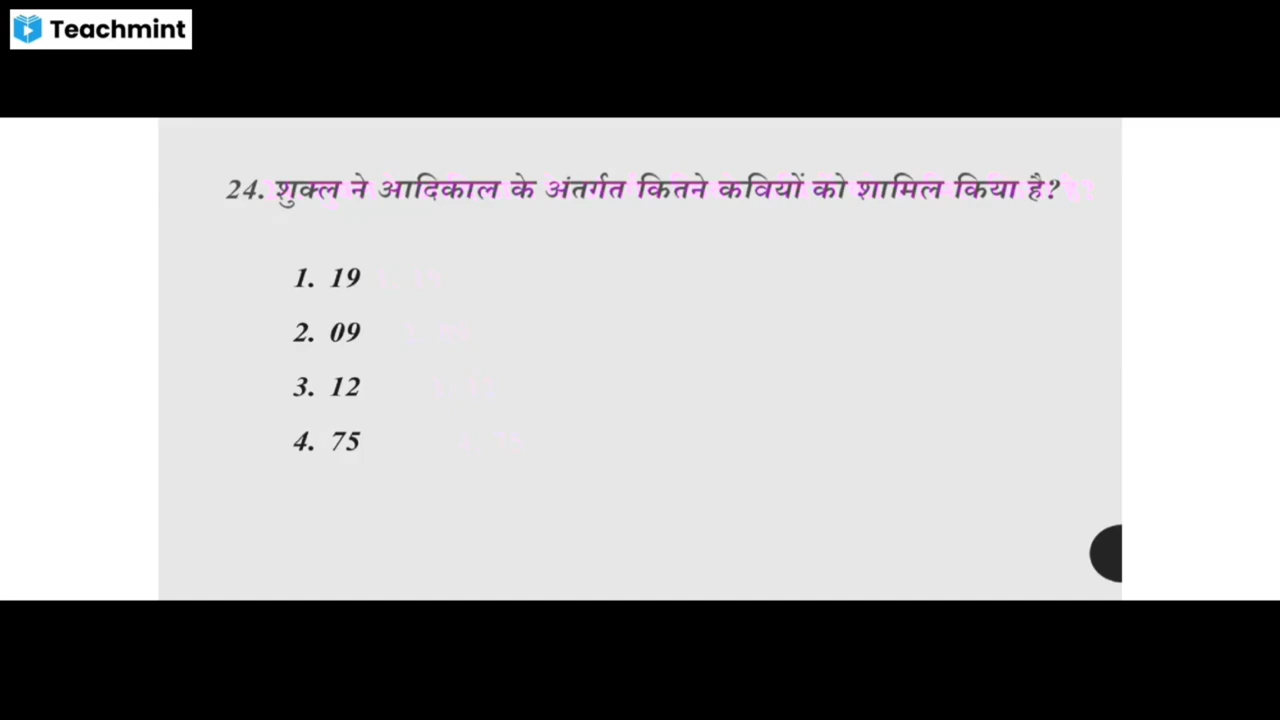 Teachmint
24. शुक्ल ने आदिकाल के अंतर्गत कितने कवियों को शामिल किया है?
1. 19
2. 09
3. 12
4. 75